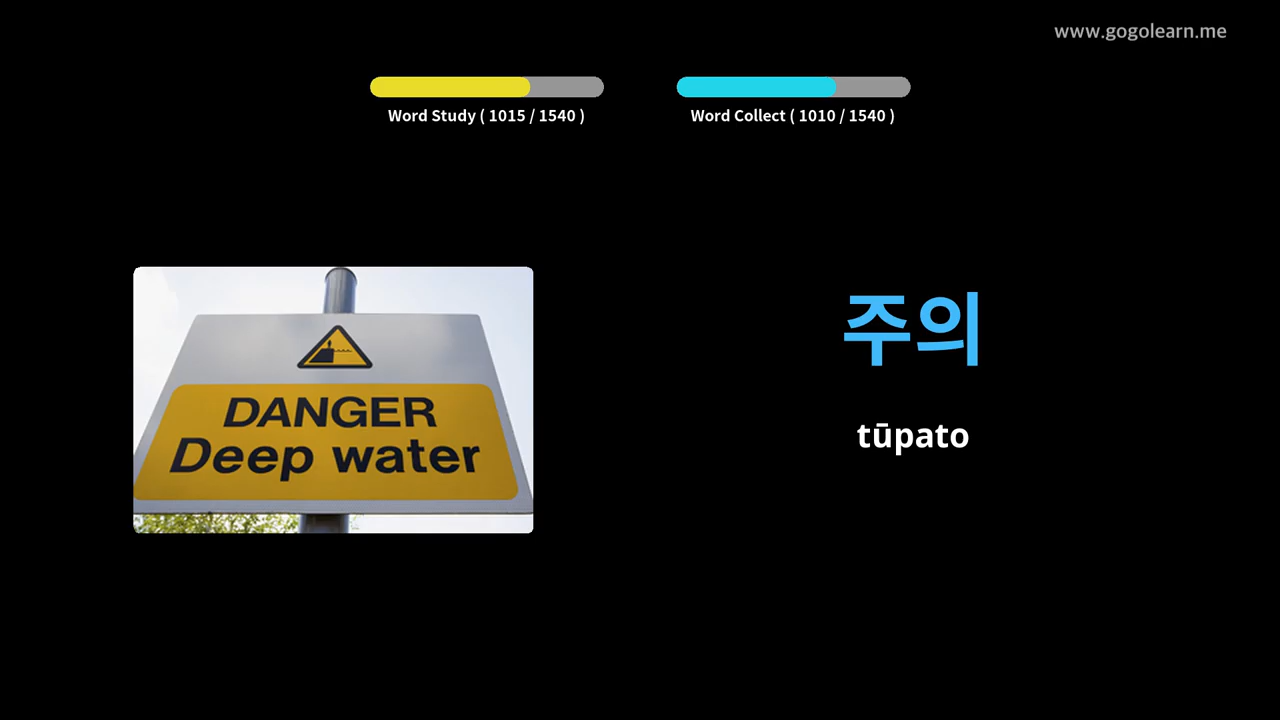 www.gogolearn.me
Word Study ( 1015 / 1540 )
Word Collect ( 1010 / 1540 )
DANGER
Deep water
주의
tūpato